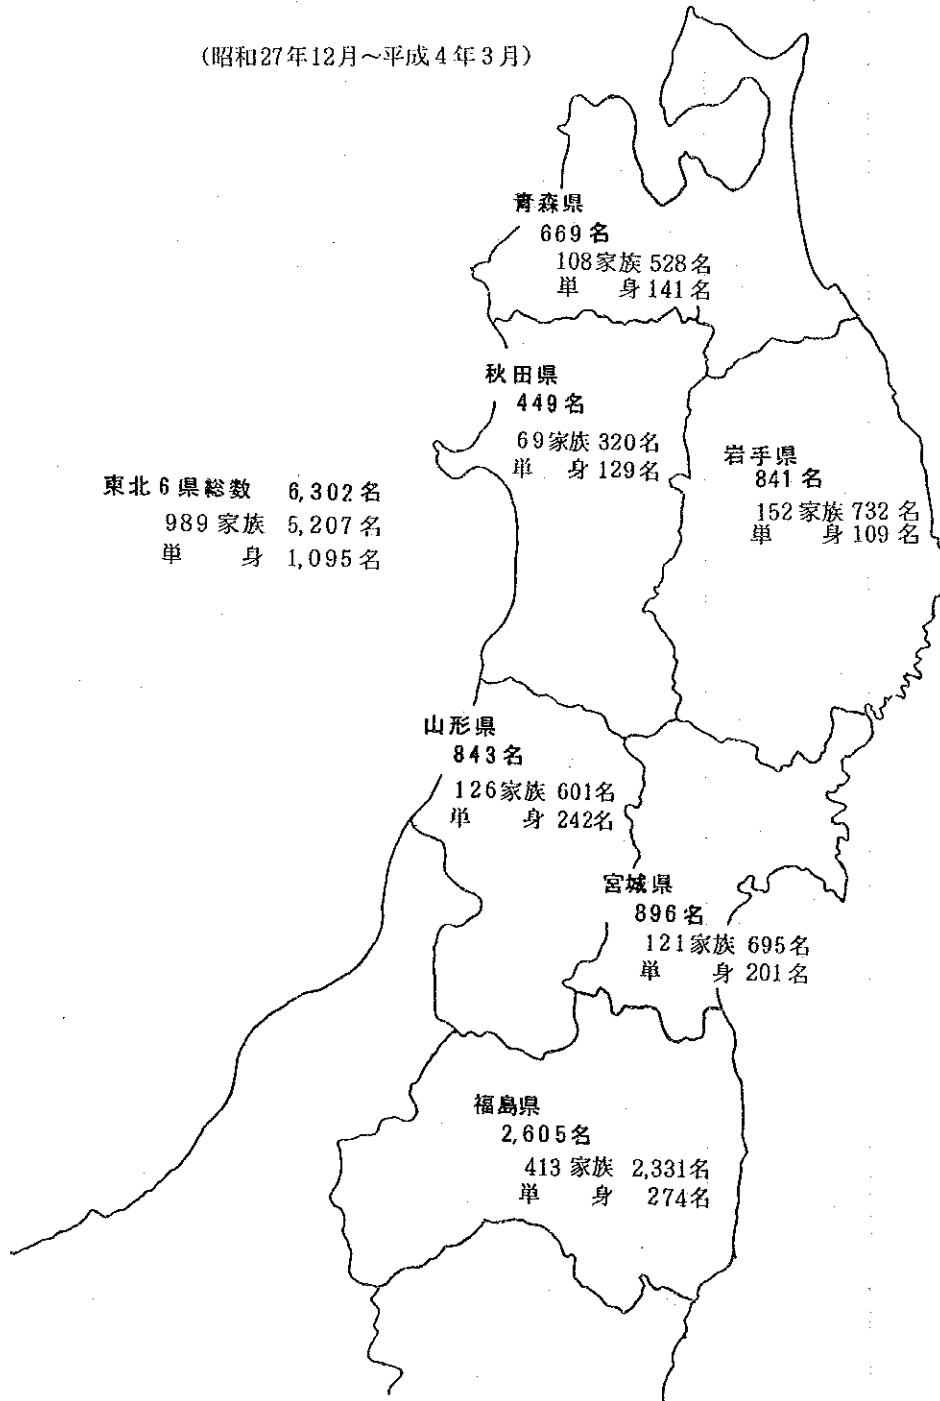 (昭和27年12月~平成4年3月)
青森県
669名
108家族 528名
単 身 141名
秋田県
449名
69家族 320名
単 身 129名
岩手県
841名
152家族 732名
単 身 109名
東北6県総数 6,302名
989家族 5,207名
単 身 1,095名
山形県
843名
126家族 601名
単 身 242名
宮城県
896名
121家族 695名
単 身 201名
福島県
2,605名
413家族 2,331名
単 身 274名